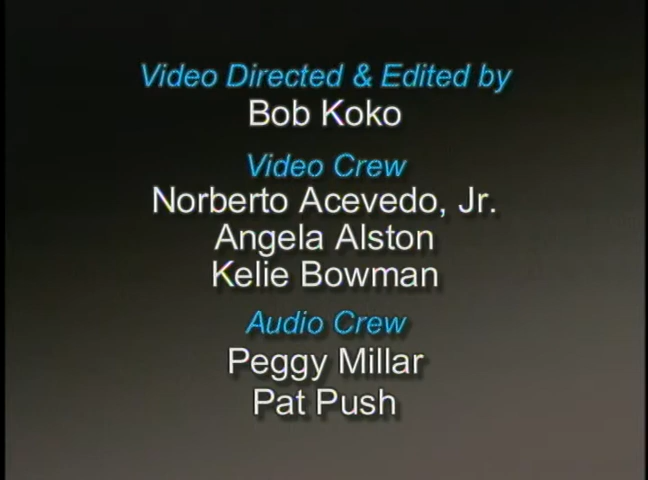 Video Directed & Edited by
Bob Koko
Video Crew
Norberto Acevedo, Jr.
Angela Alston
Kelie Bowman
Audio Crew
Peggy Millar
Pat Push